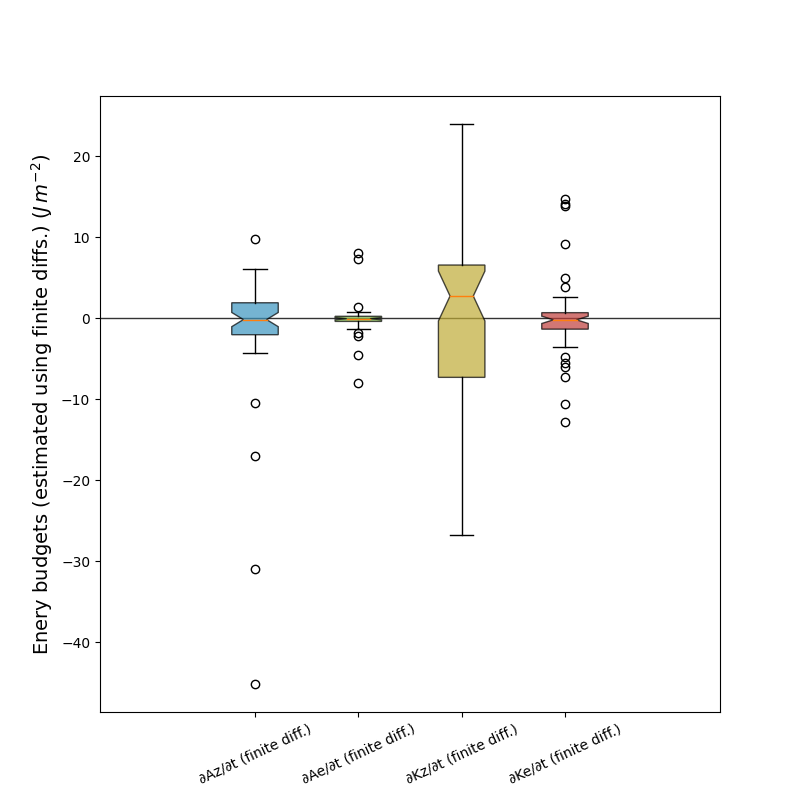 Enery budgets (estimated using finite diffs.) (J m⁻²)
20
10
0
−10
−20
−30
−40
∂Az/∂t (finite diff.)
∂Ae/∂t (finite diff.)
∂Kz/∂t (finite diff.)
∂Ke/∂t (finite diff.)